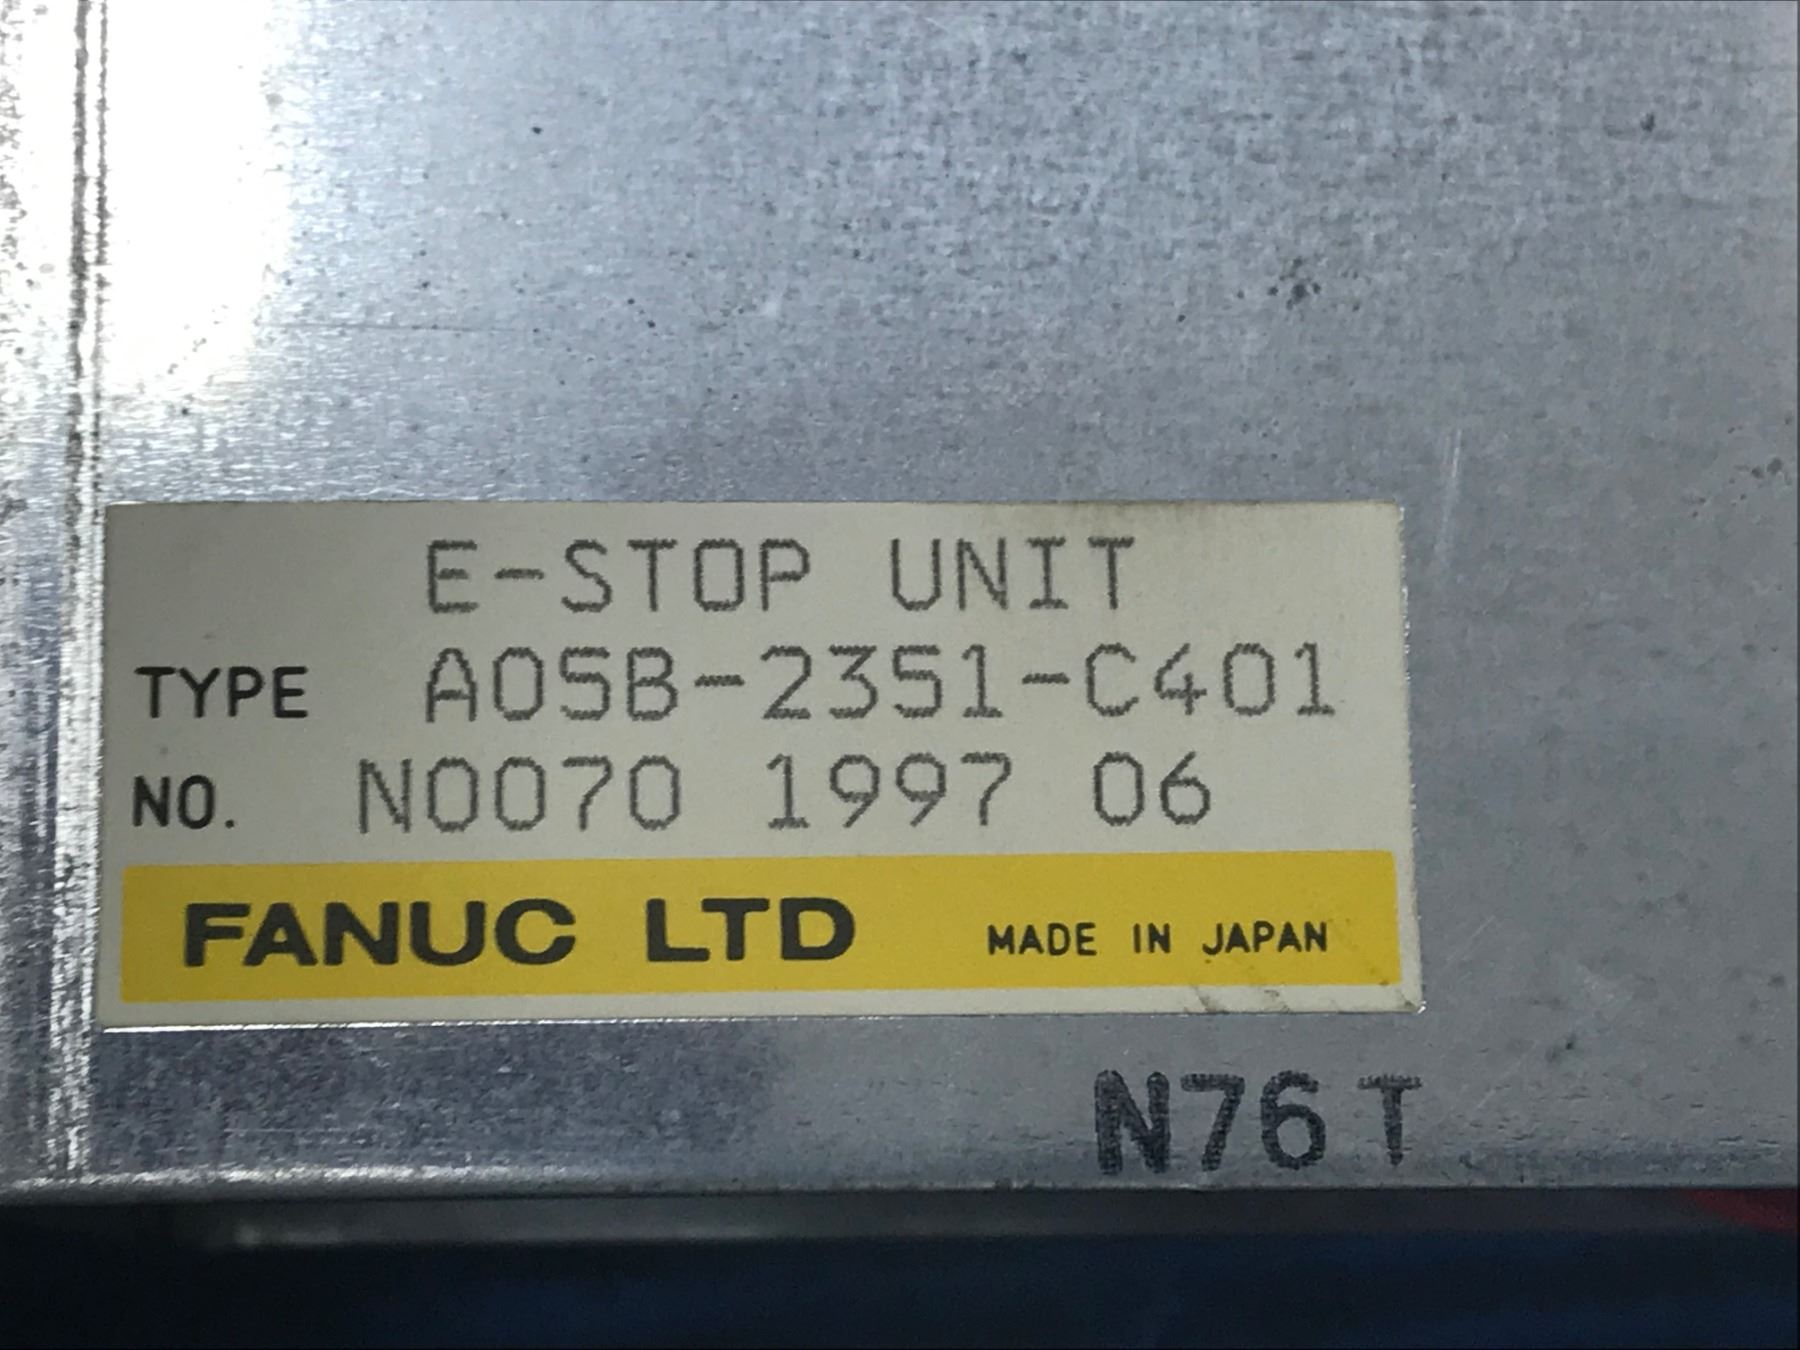 E-STOP UNIT
TYPE A05B-2351-C401
NO. N0070 1997 06
FANUC LTD MADE IN JAPAN
N76T